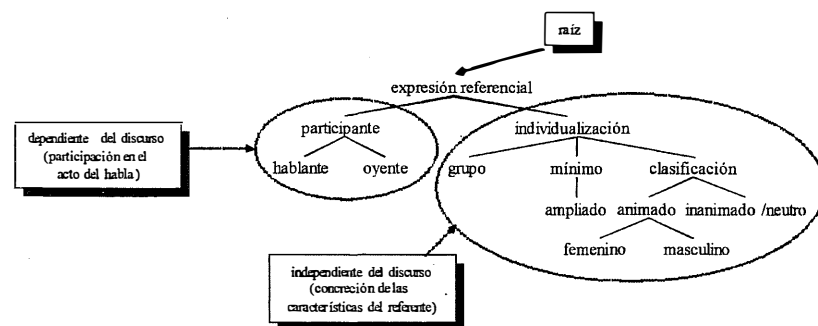 raíz
expresión referencial
participante individualización
dependiente del discurso
(participación en el
acto del habla)
hablante oyente grupo mínimo clasificación
ampliado animado inanimado /neutro
femenino masculino
independiente del discurso
(concreción de las
características del referente)